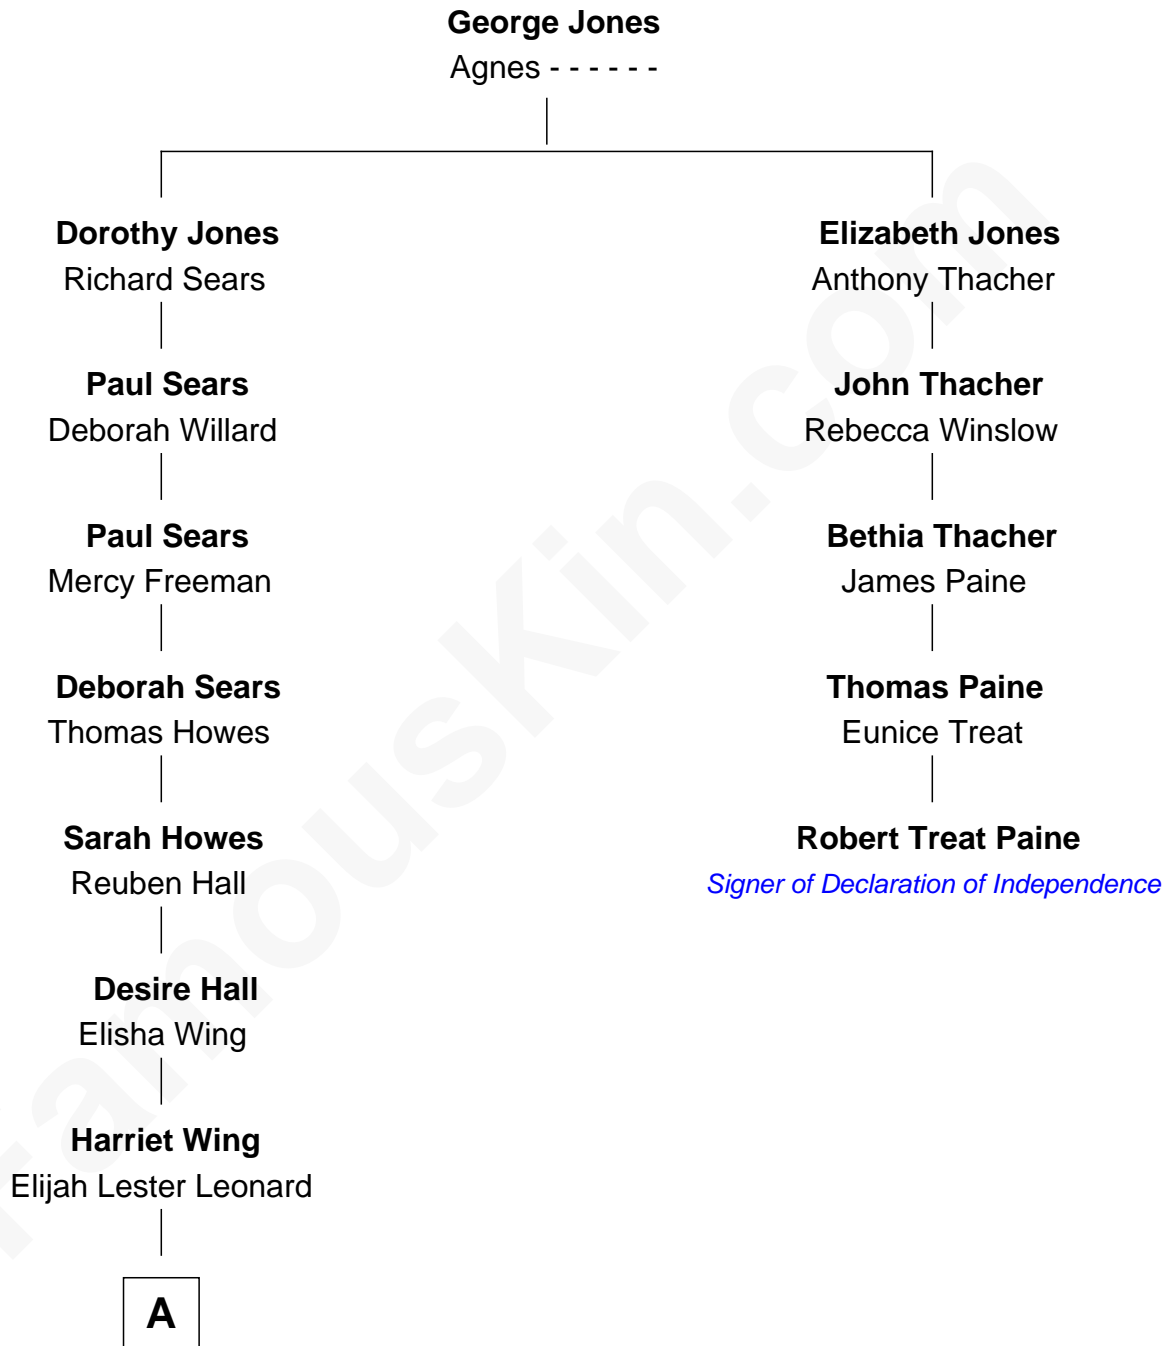 George Jones
Agnes - - - - - -
Dorothy Jones
Richard Sears
Elizabeth Jones
Anthony Thacher
Paul Sears
Deborah Willard
John Thacher
Rebecca Winslow
Paul Sears
Mercy Freeman
Bethia Thacher
James Paine
Deborah Sears
Thomas Howes
Thomas Paine
Eunice Treat
Sarah Howes
Reuben Hall
Robert Treat Paine
Signer of Declaration of Independence
Desire Hall
Elisha Wing
Harriet Wing
Elijah Lester Leonard
A
FamousKin.com